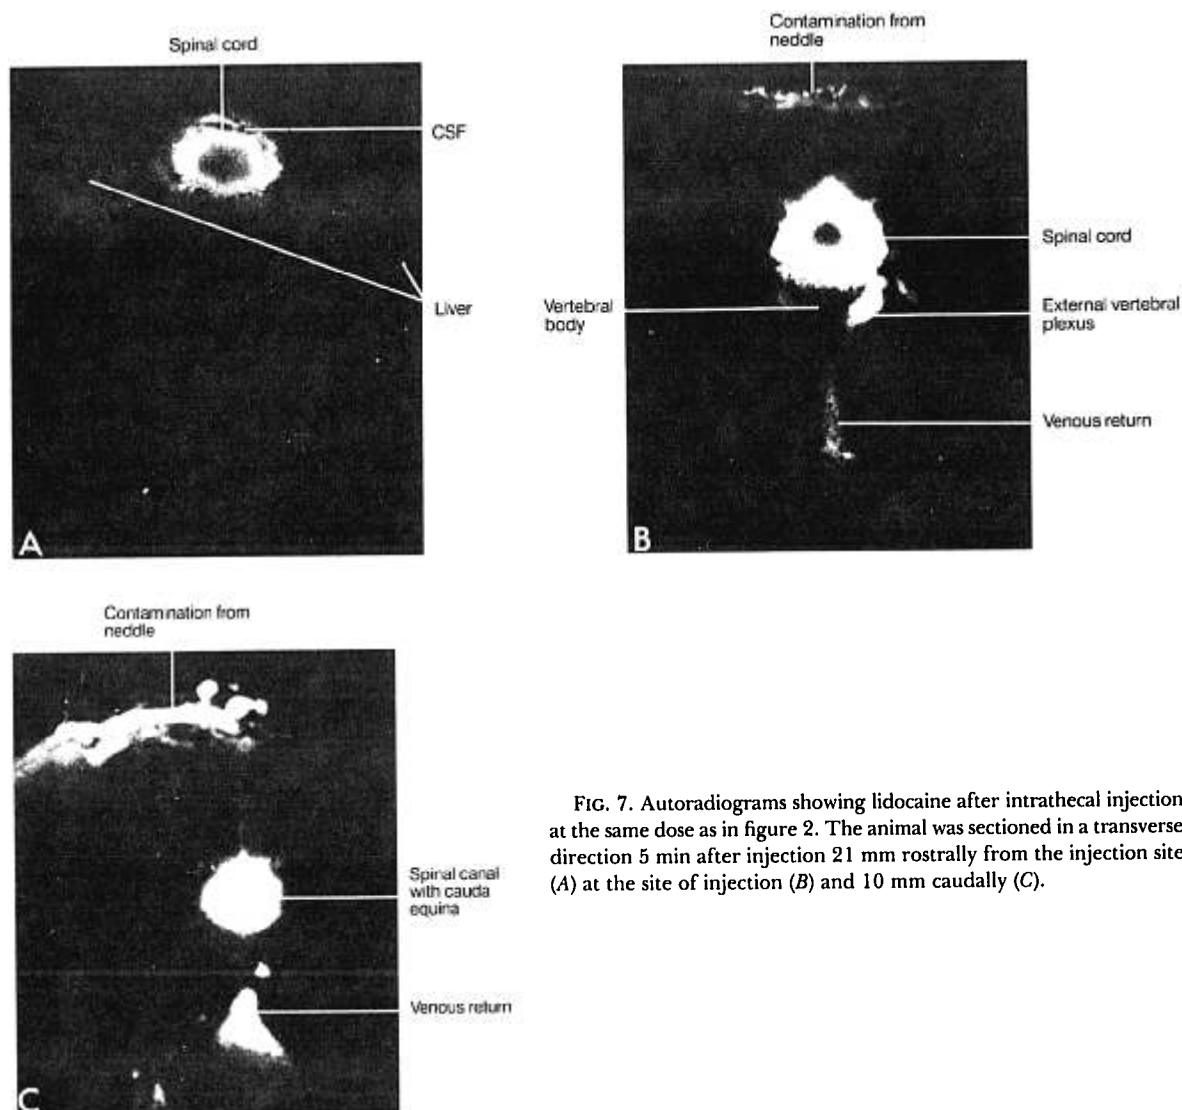 Spinal cord
CSF
Liver
A
Contamination from
neddle
Spinal cord
Vertebral
body
External vertebral
plexus
Venous return
B
Contamination from
neddle
Spinal canal
with cauda
equina
Venous return
C
FIG. 7. Autoradiograms showing lidocaine after intrathecal injection
at the same dose as in figure 2. The animal was sectioned in a transverse
direction 5 min after injection 21 mm rostrally from the injection site
(A) at the site of injection (B) and 10 mm caudally (C).